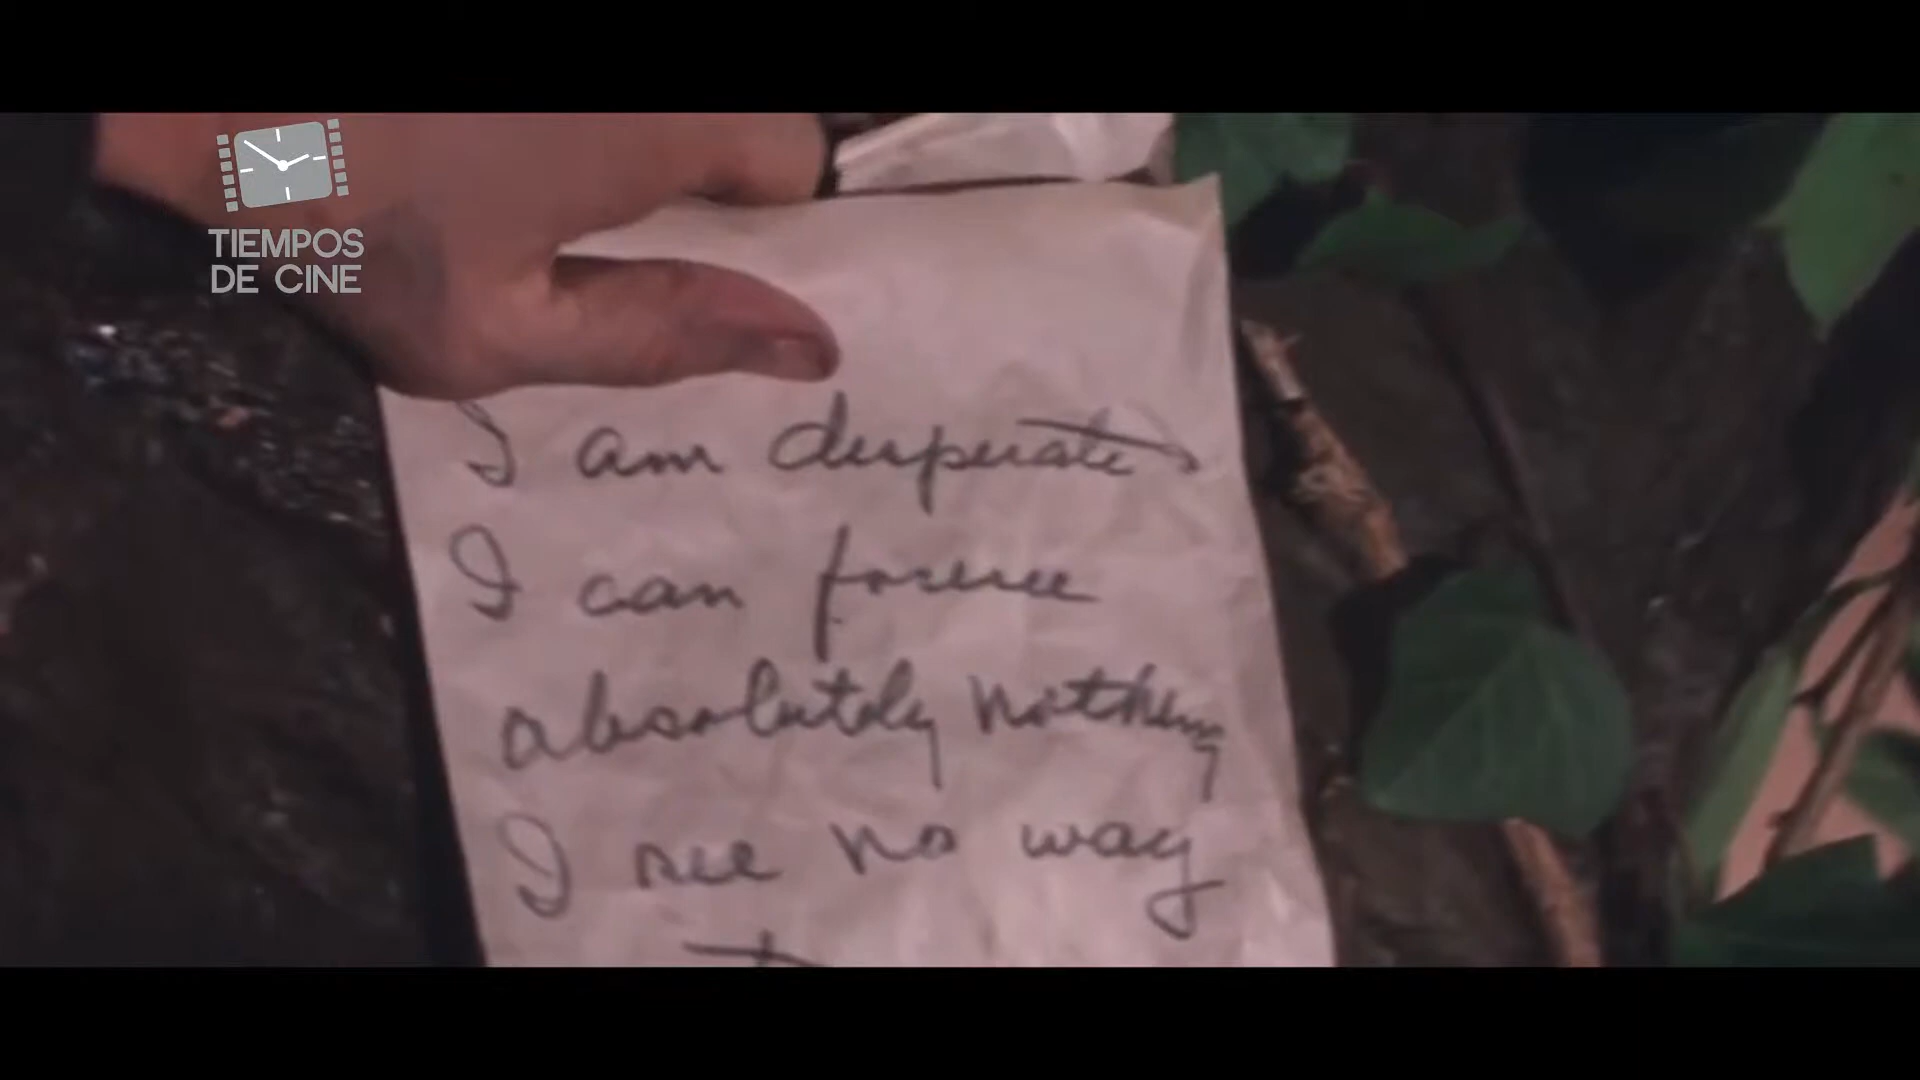 TIEMPOS
DE CINE
I am desperate
I can foresee
absolutely nothing
I see no way